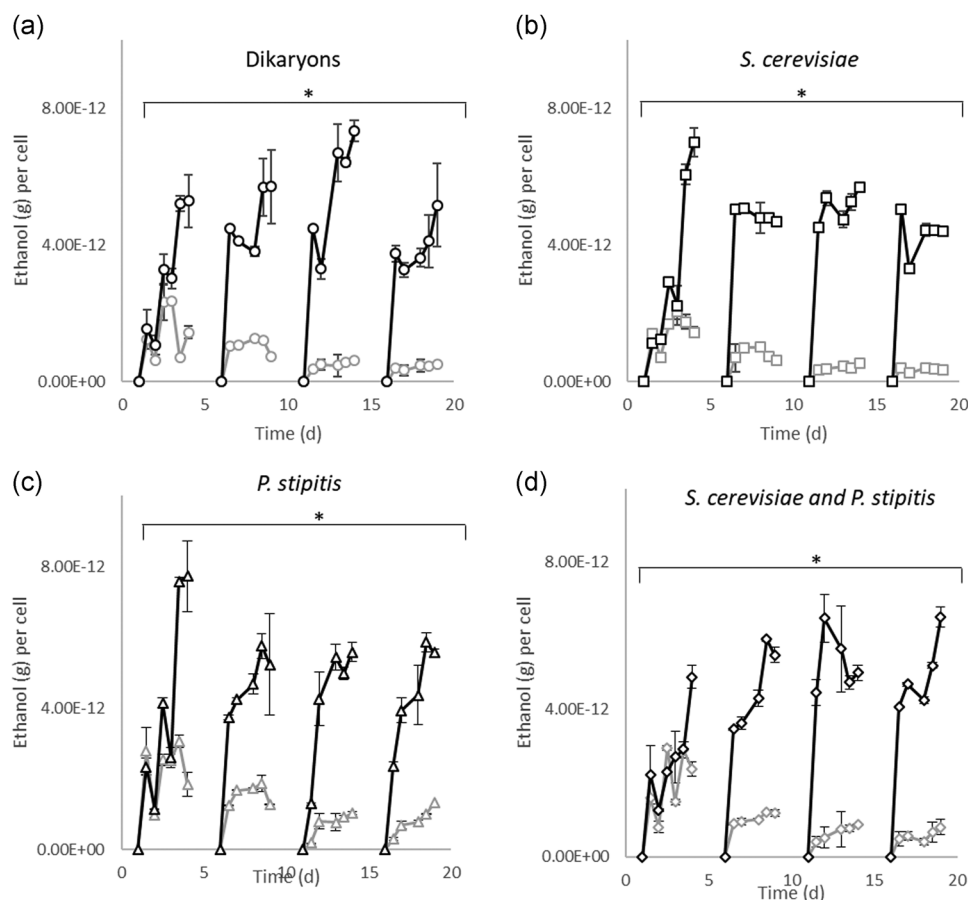 (a)
Dikaryons
*
8.00E-12
4.00E-12
0.00E+00
Ethanol (g) per cell
0 5 10 15 20
Time (d)
(b)
S. cerevisiae
*
8.00E-12
4.00E-12
0.00E+00
Ethanol (g) per cell
0 5 10 15 20
Time (d)
(c)
P. stipitis
*
8.00E-12
4.00E-12
0.00E+00
Ethanol (g) per cell
0 5 10 15 20
Time (d)
(d)
S. cerevisiae and P. stipitis
*
8.00E-12
4.00E-12
0.00E+00
Ethanol (g) per cell
0 5 10 15 20
Time (d)